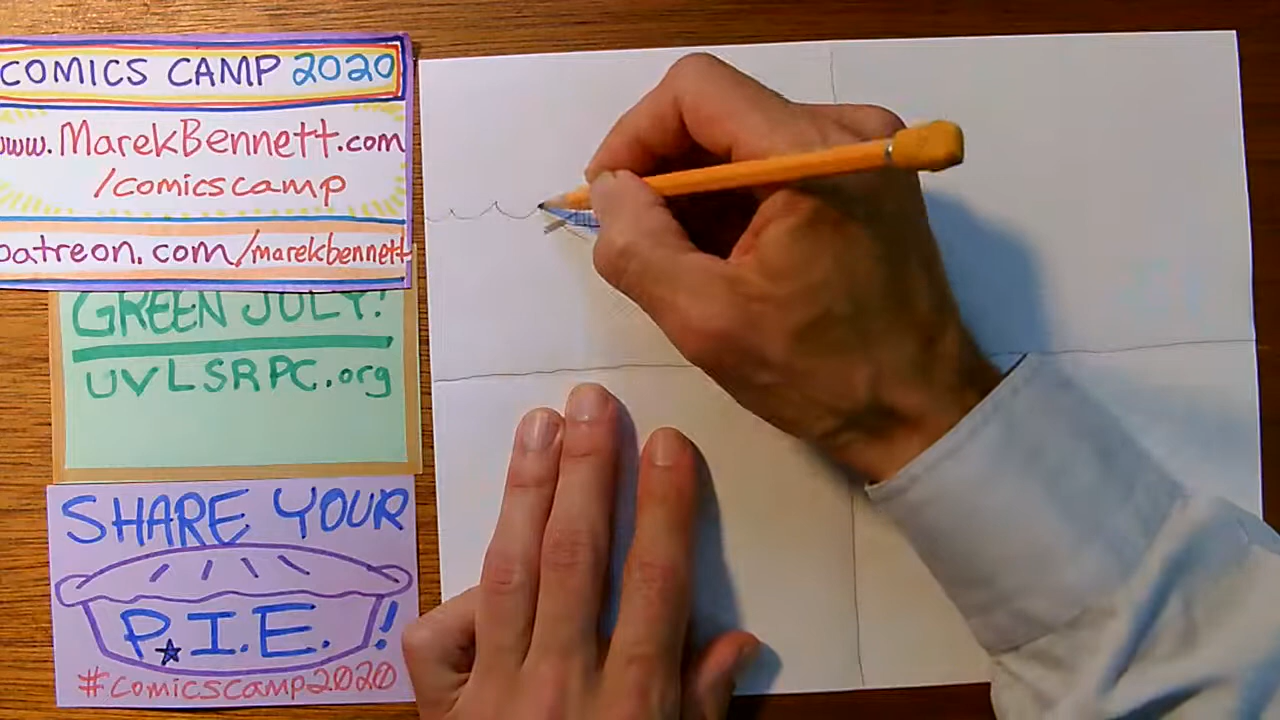 COMICS CAMP 2020
www.MarekBennett.com
/comicscamp
patreon.com/marekbennett
GREEN JULY!
UVLSRPC.org
SHARE YOUR
P.I.E.!
#comicscamp2020